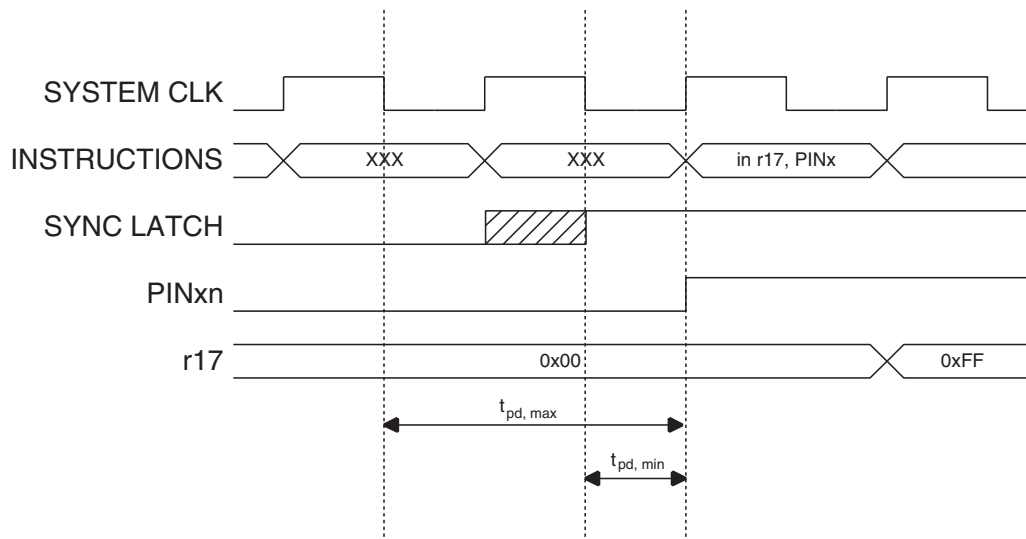 SYSTEM CLK
INSTRUCTIONS XXX XXX in r17, PINx
SYNC LATCH
PINxn
r17 0x00 0xFF
tpd, max
tpd, min